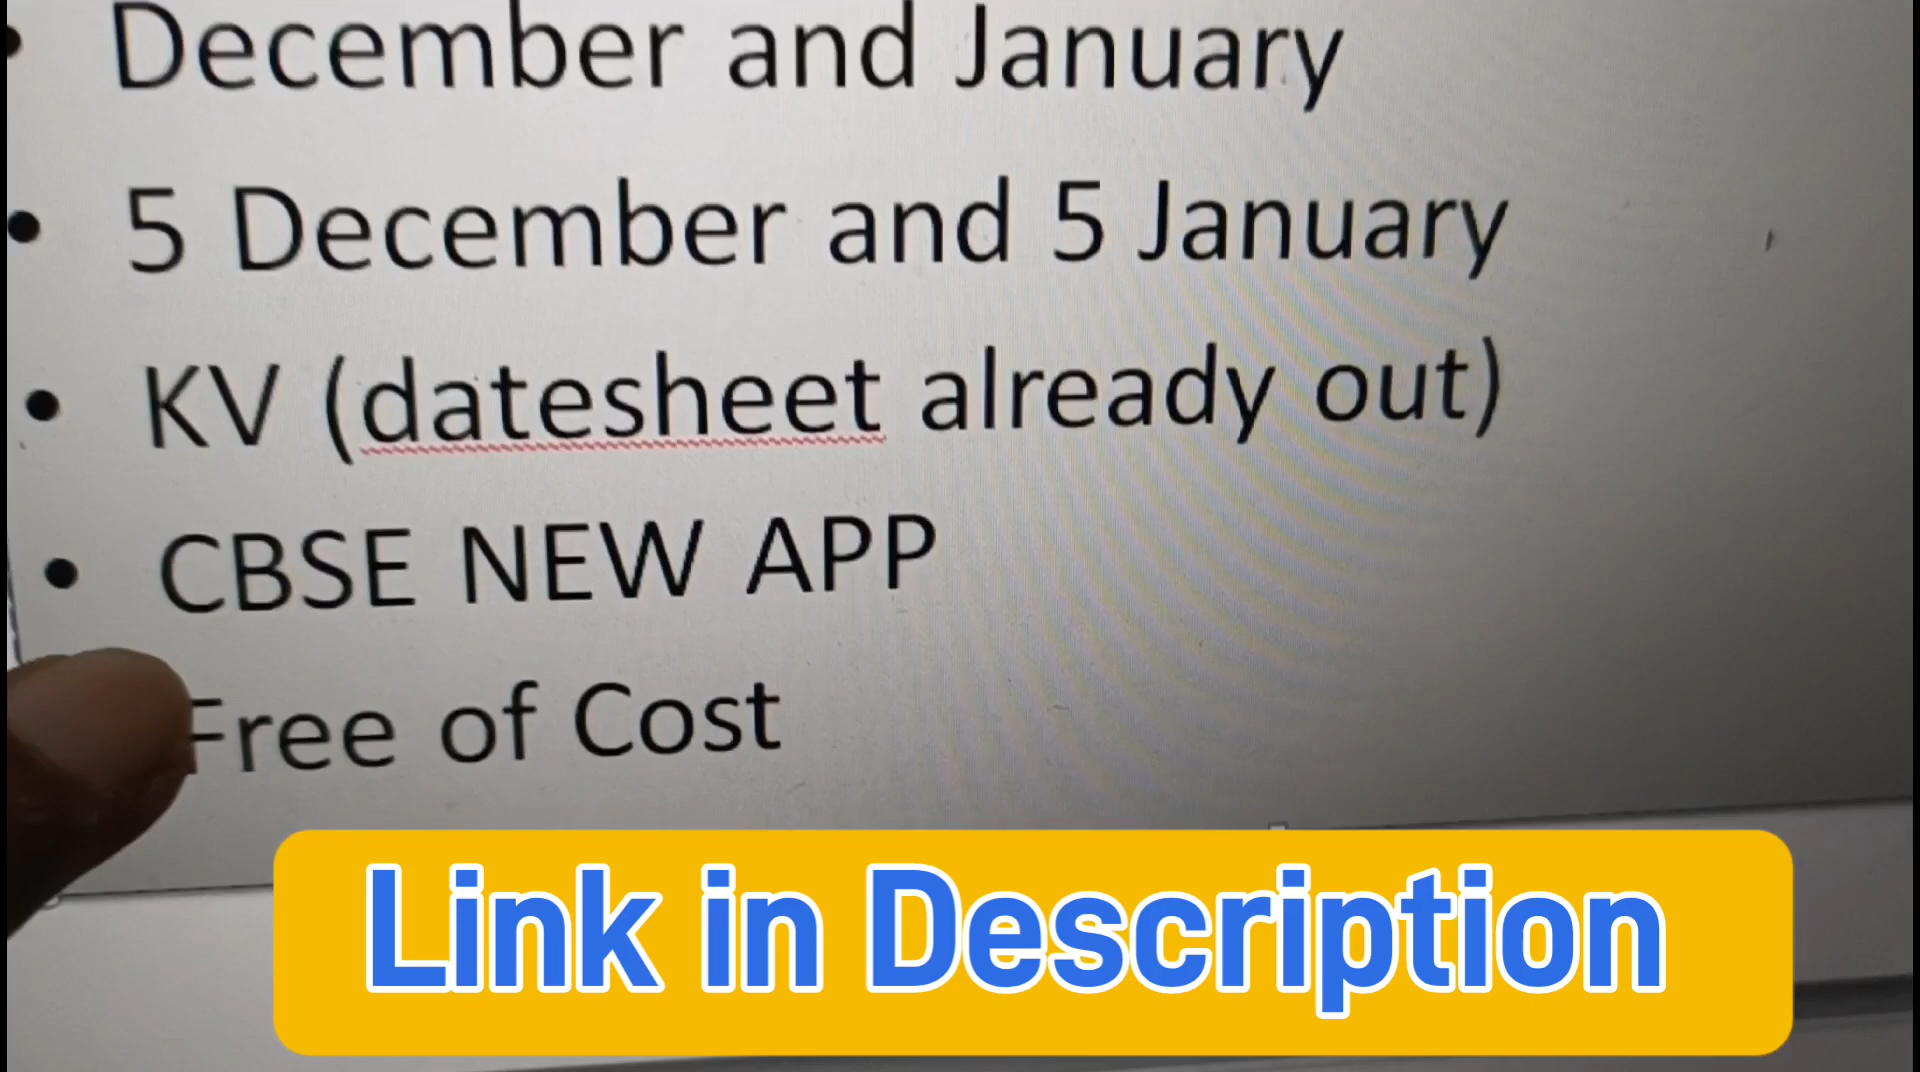 • December and January
• 5 December and 5 January
• KV (datesheet already out)
• CBSE NEW APP
Free of Cost
Link in Description